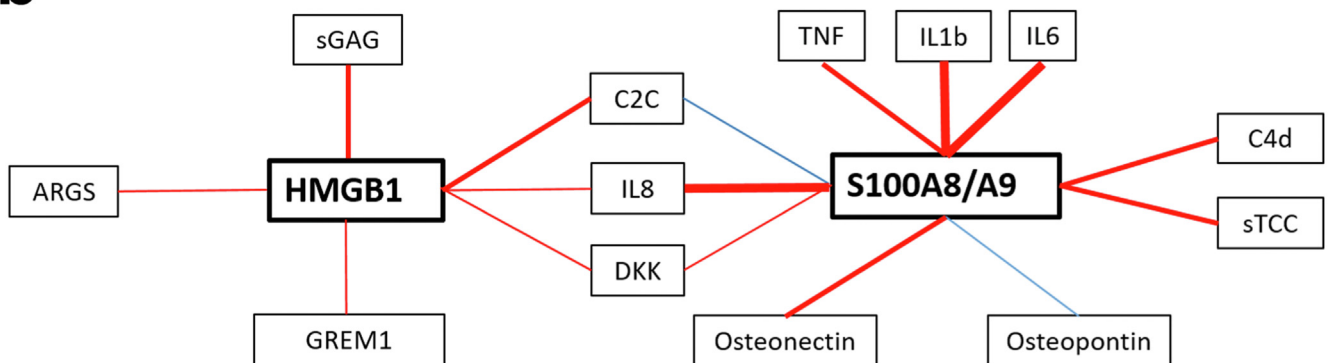 b
sGAG
TNF
IL1b
IL6
C2C
C4d
ARGS
HMGB1
IL8
S100A8/A9
sTCC
DKK
GREM1
Osteonectin
Osteopontin